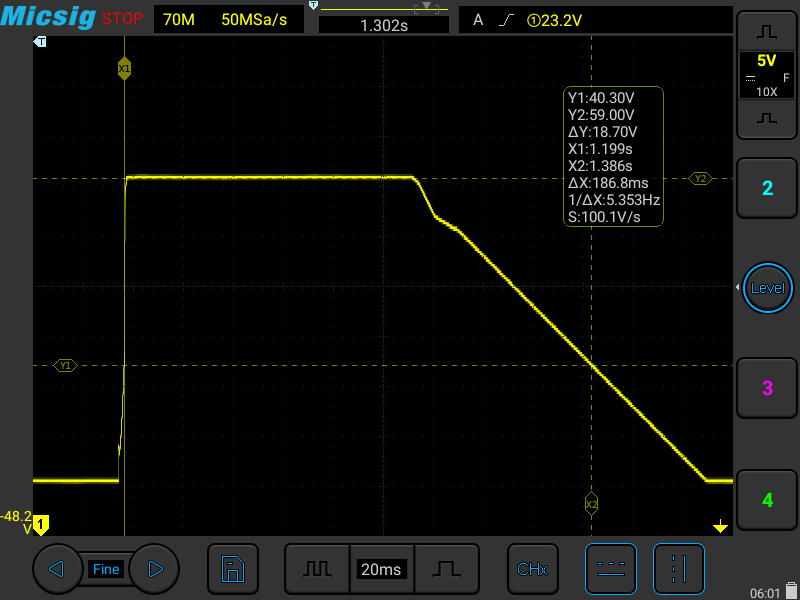 Micsig STOP 70M 50MSa/s T 1.302s A ①23.2V
T
X1
5V
F
10X
Y1:40.30V
Y2:59.00V
ΔY:18.70V
X1:1.199s
X2:1.386s
ΔX:186.8ms
1/ΔX:5.353Hz
S:100.1V/s
Y2
2
Level
Y1
3
X2
4
-48.2
V
1
Fine 20ms CHx
06:01